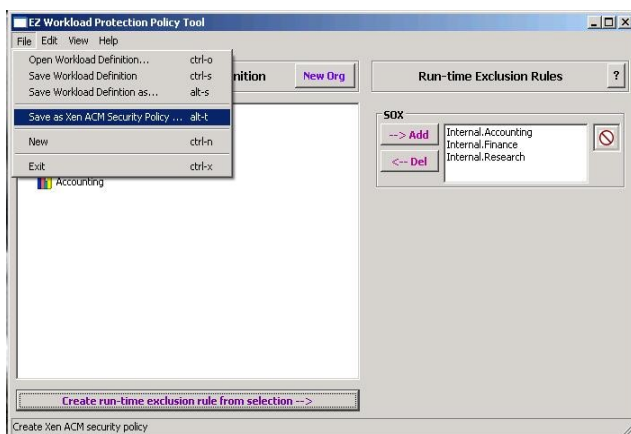 EZ Workload Protection Policy Tool
File Edit View Help
Open Workload Definition... ctrl-o
Save Workload Definition ctrl-s
Save Workload Defintion as... alt-s
Save as Xen ACM Security Policy ... alt-t
New ctrl-n
Exit ctrl-x
nition New Org
Accounting
Create run-time exclusion rule from selection -->
Run-time Exclusion Rules ?
SOX
--> Add
<-- Del
Internal.Accounting
Internal.Finance
Internal.Research
Create Xen ACM security policy